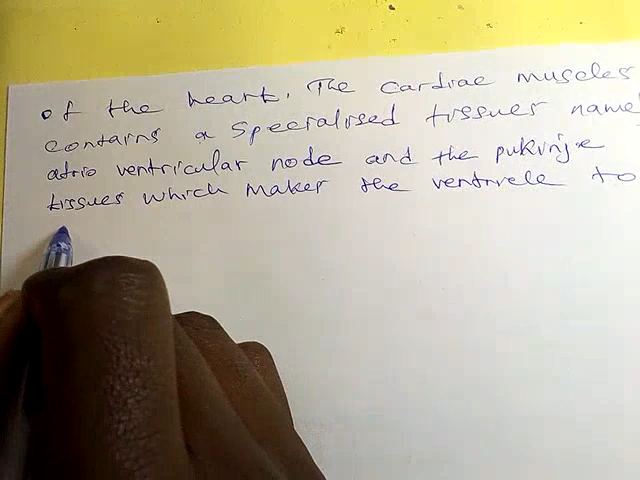 of the heart. The cardiac muscles
contains a specialised tissues name
atrio ventricular node and the pukinje
tissues which makes the ventricle to